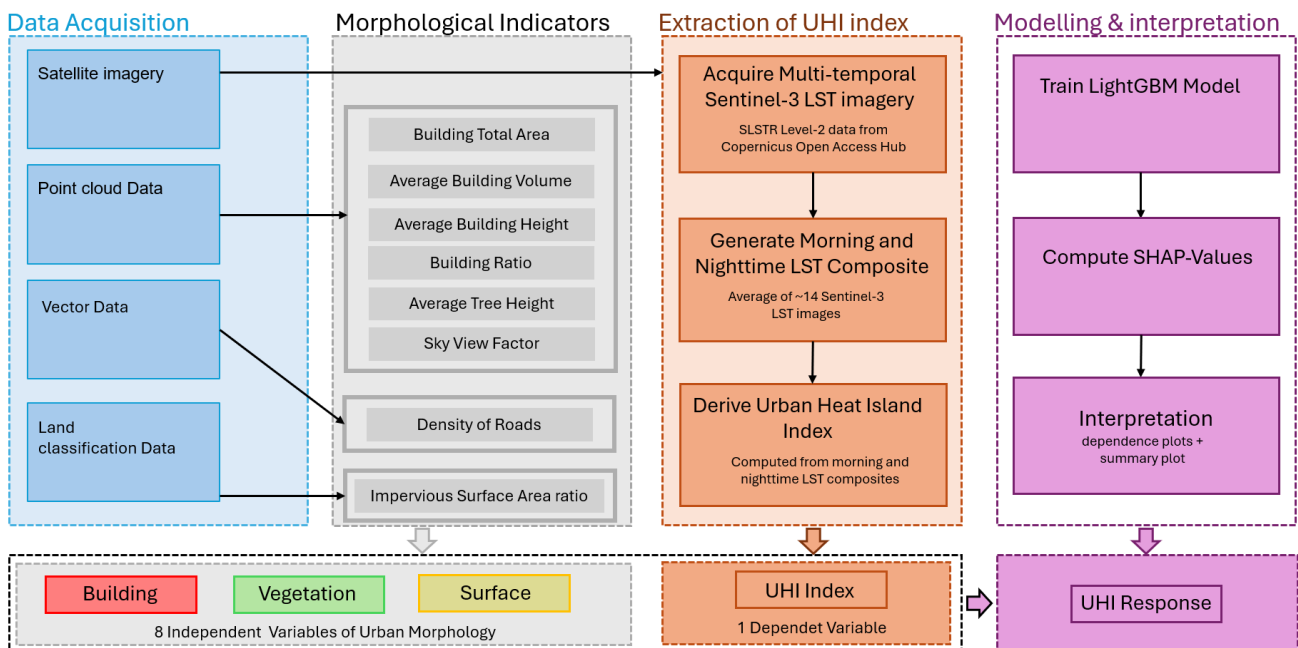 Data Acquisition
Satellite imagery
Point cloud Data
Vector Data
Land
classification Data
Morphological Indicators
Building Total Area
Average Building Volume
Average Building Height
Building Ratio
Average Tree Height
Sky View Factor
Density of Roads
Impervious Surface Area ratio
Extraction of UHI index
Acquire Multi-temporal
Sentinel-3 LST imagery
SLSTR Level-2 data from
Copernicus Open Access Hub
Generate Morning and
Nighttime LST Composite
Average of ~14 Sentinel-3
LST images
Derive Urban Heat Island
Index
Computed from morning and
nighttime LST composites
Modelling & interpretation
Train LightGBM Model
Compute SHAP-Values
Interpretation
dependence plots +
summary plot
Building
Vegetation
Surface
8 Independent Variables of Urban Morphology
UHI Index
1 Dependet Variable
UHI Response